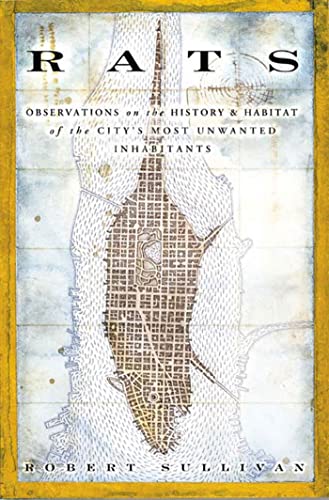 RATS
OBSERVATIONS on the HISTORY & HABITAT
of the CITY'S MOST UNWANTED
INHABITANTS
ROBERT SULLIVAN